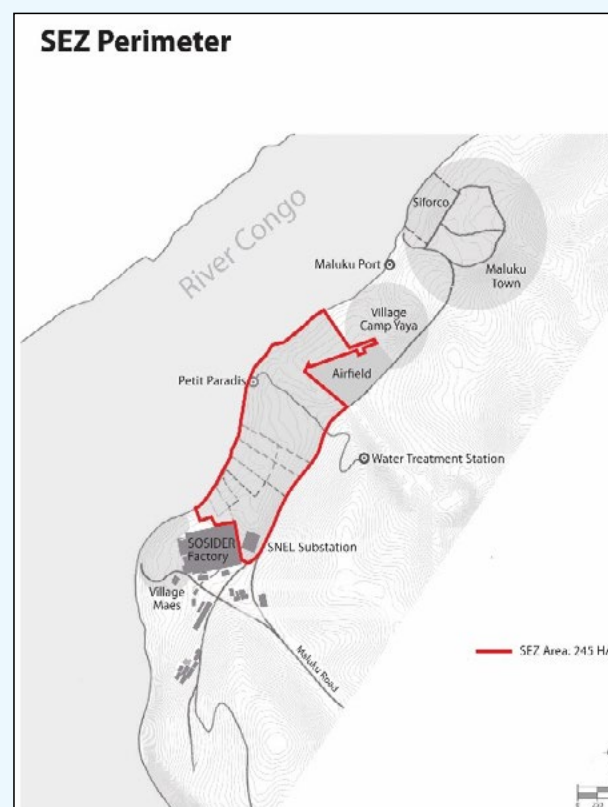 SEZ Perimeter
Siforco
River Congo
Maluku Port
Maluku
Town
Village
Camp Yaya
Airfield
Petit Paradis
Water Treatment Station
SOSIDER
Factory
SNEL Substation
Village
Maes
Maluku Road
SEZ Area. 245 HA